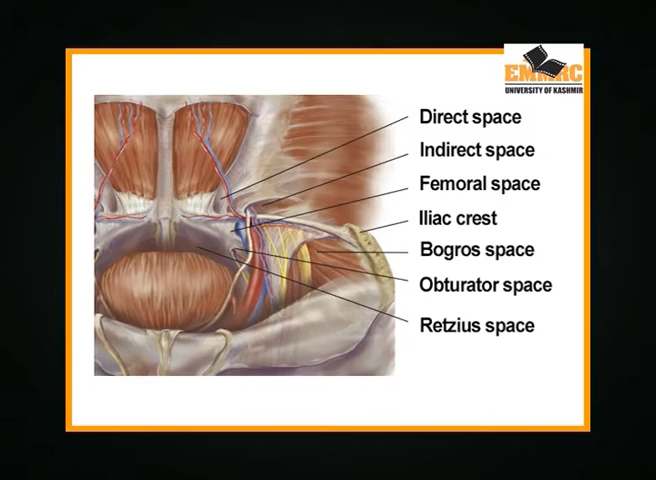 EMMRC
UNIVERSITY OF KASHMIR
Direct space
Indirect space
Femoral space
Iliac crest
Bogros space
Obturator space
Retzius space